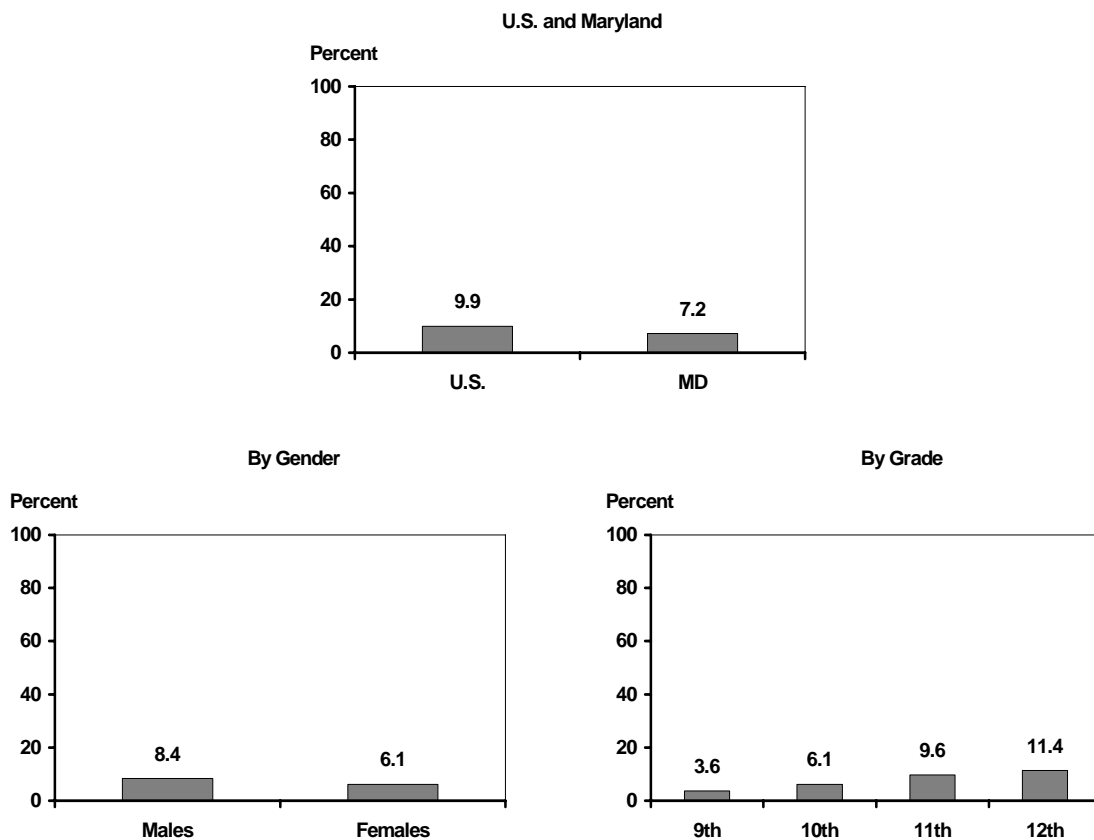 U.S. and Maryland
Percent
100
80
60
40
20
0
9.9
7.2
U.S.
MD
By Gender
Percent
100
80
60
40
20
0
8.4
6.1
Males
Females
By Grade
Percent
100
80
60
40
20
0
3.6
6.1
9.6
11.4
9th
10th
11th
12th